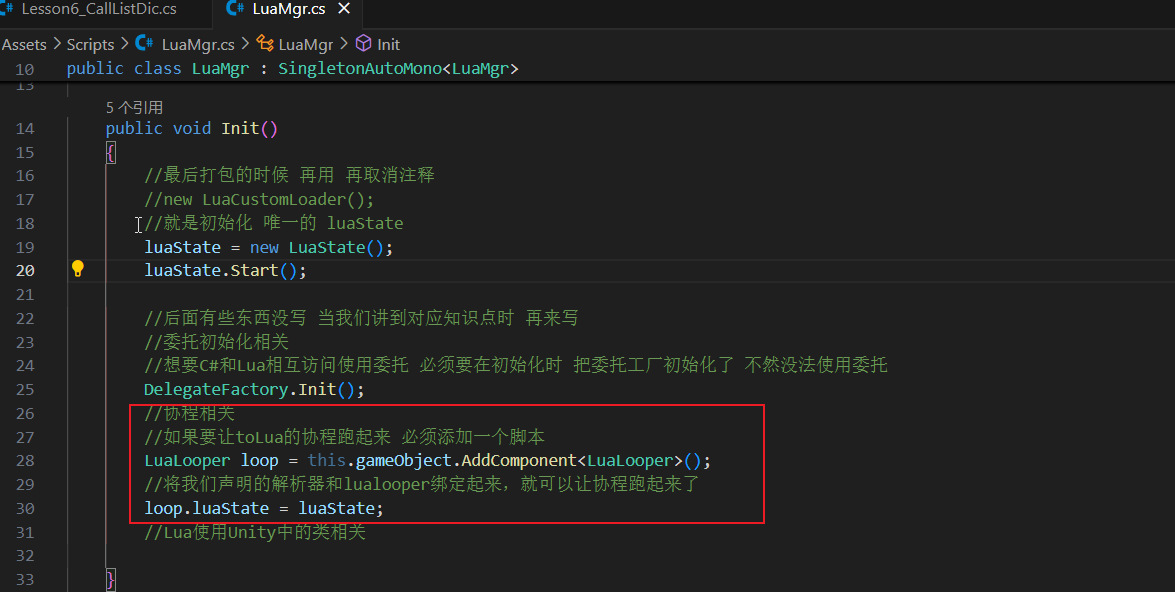 C# Lesson6_CallListDic.cs C# LuaMgr.cs ×
Assets > Scripts > C# LuaMgr.cs > LuaMgr > Init
10 public class LuaMgr : SingletonAutoMono<LuaMgr>
13
5 个引用
14 public void Init()
15 {
16 //最后打包的时候 再用 再取消注释
17 //new LuaCustomLoader();
18 //就是初始化 唯一的 luaState
19 luaState = new LuaState();
20 luaState.Start();
21
22 //后面有些东西没写 当我们讲到对应知识点时 再来写
23 //委托初始化相关
24 //想要C#和Lua相互访问使用委托 必须要在初始化时 把委托工厂初始化了 不然没法使用委托
25 DelegateFactory.Init();
26 //协程相关
27 //如果要让toLua的协程跑起来 必须添加一个脚本
28 LuaLooper loop = this.gameObject.AddComponent<LuaLooper>();
29 //将我们声明的解析器和lualooper绑定起来，就可以让协程跑起来了
30 loop.luaState = luaState;
31 //Lua使用Unity中的类相关
32
33 }